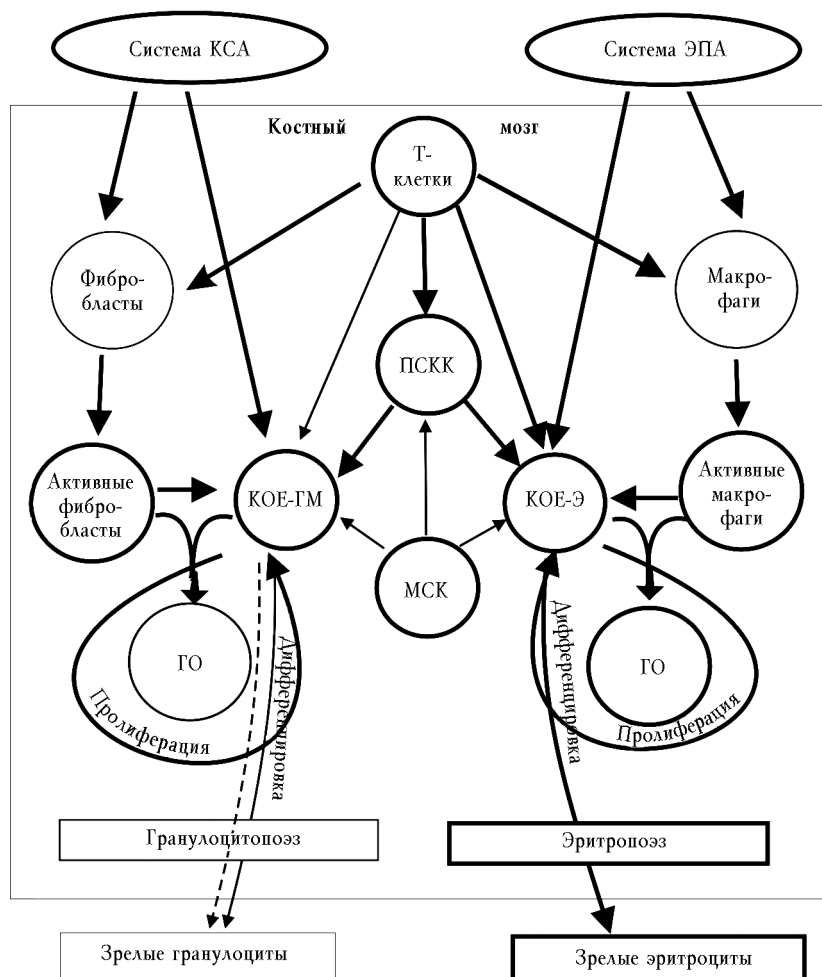 Система КСА
Система ЭПА
Костный мозг
Т-
клетки
Фибро-
бласты
Макро-
фаги
ПСКК
Активные
фибро-
бласты
КОЕ-ГМ
КОЕ-Э
Активные
макро-
фаги
МСК
ГО
ГО
Дифференцировка
Дифференцировка
Пролиферация
Пролиферация
Гранулоцитопоэз
Эритропоэз
Зрелые гранулоциты
Зрелые эритроциты